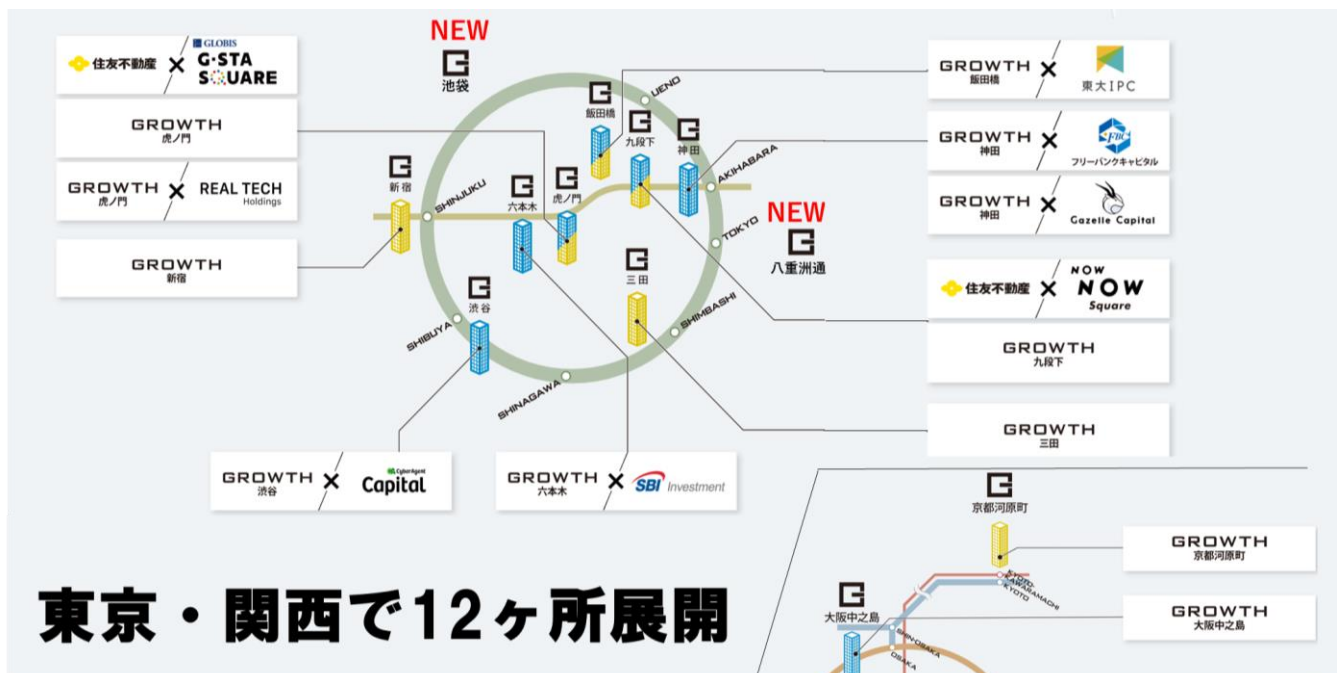 住友不動産 × GLOBIS
G·STA
SQUARE
GROWTH
虎ノ門
GROWTH
虎ノ門
×
REAL TECH
Holdings
GROWTH
新宿
NEW
池袋
新宿
飯田橋
九段下
神田
六本木
虎ノ門
渋谷
三田
UENO
AKIHABARA
TOKYO
SHIMBASHI
SHINAGAWA
SHIBUYA
SHINJUKU
NEW
八重洲通
GROWTH
飯田橋
×
東大IPC
GROWTH
神田
×
FBC
フリーバンクキャピタル
GROWTH
神田
×
Gazelle Capital
住友不動産 ×
NOW
NOW
Square
GROWTH
九段下
GROWTH
三田
GROWTH
渋谷
×
CyberAgent
Capital
GROWTH
六本木
×
SBI Investment
東京・関西で12ヶ所展開
京都河原町
大阪中之島
KYOTO-
KAWARAMACHI
KYOTO
SHIN-OSAKA
OSAKA
GROWTH
京都河原町
GROWTH
大阪中之島